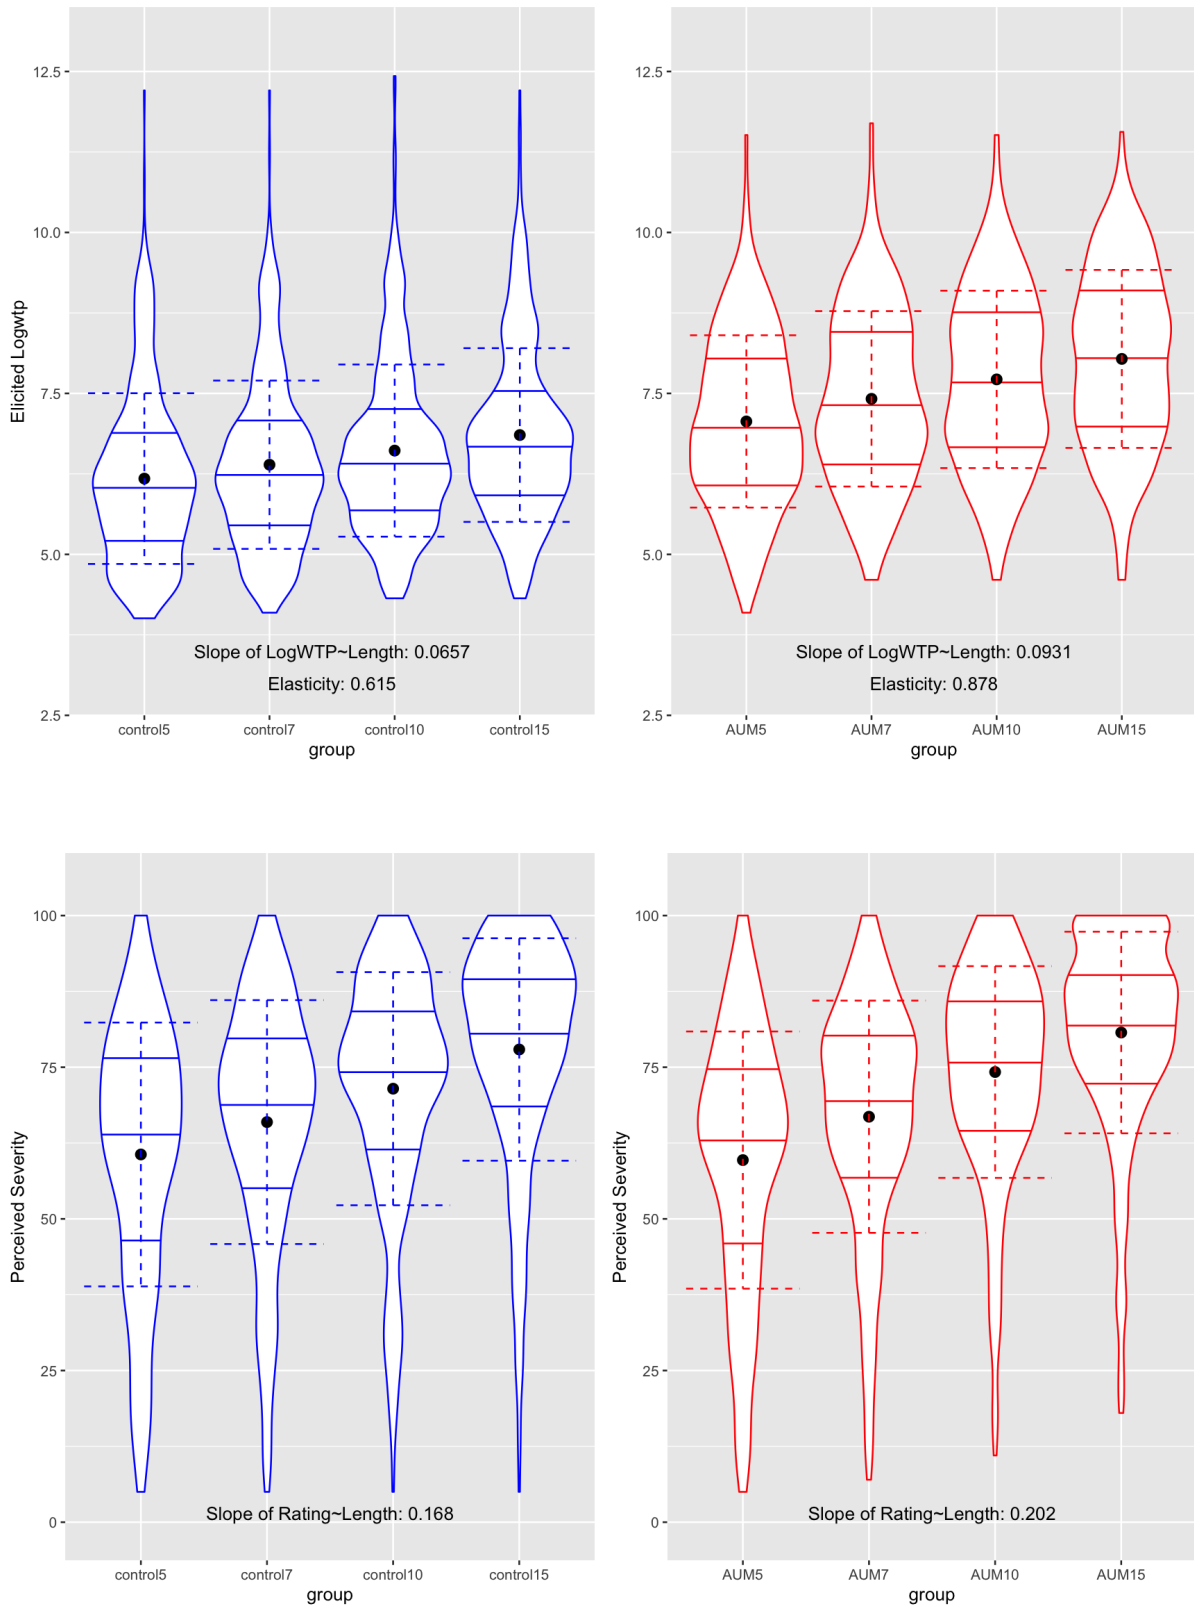 Elicited Logwtp
12.5
10.0
7.5
5.0
2.5
Slope of LogWTP~Length: 0.0657
Elasticity: 0.615
control5 control7 control10 control15
group
12.5
10.0
7.5
5.0
2.5
Slope of LogWTP~Length: 0.0931
Elasticity: 0.878
AUM5 AUM7 AUM10 AUM15
group
Perceived Severity
100
75
50
25
0
Slope of Rating~Length: 0.168
control5 control7 control10 control15
group
Perceived Severity
100
75
50
25
0
Slope of Rating~Length: 0.202
AUM5 AUM7 AUM10 AUM15
group